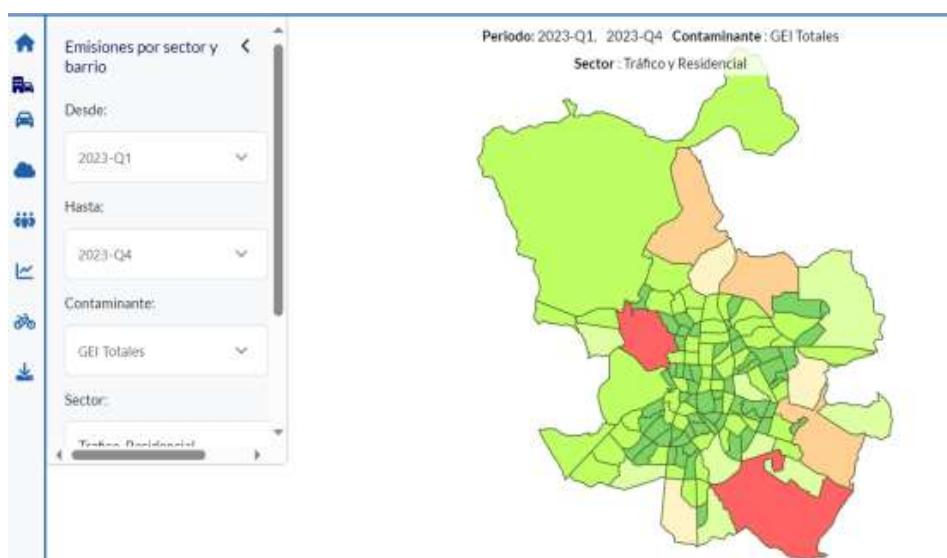 Emisiones por sector y
barrio
Desde:
2023-Q1
Hasta:
2023-Q4
Contaminante:
GEI Totales
Sector:
Periodo: 2023-Q1, 2023-Q4 Contaminante : GEI Totales
Sector : Tráfico y Residencial